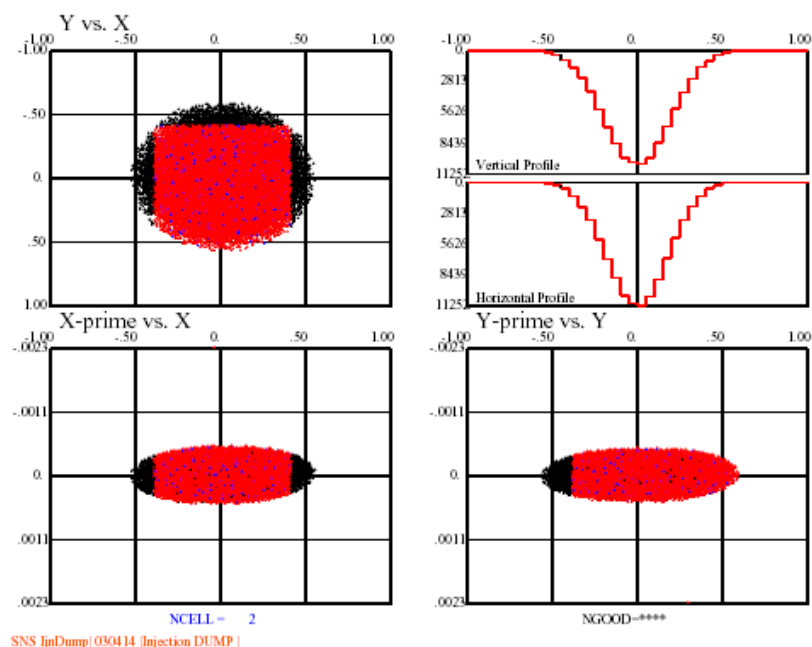 Y vs. X
-1.00 -.50 0. .50 1.00
-1.00
-.50
0.
.50
1.00
-1.00 -.50 0. .50 1.00
0.
2813
5626
8439
1125
Vertical Profile
0.
2813
5626
8439
1125
Horizontal Profile
X-prime vs. X
-1.00 -.50 0. .50 1.00
-.0023
-.0011
0.
.0011
.0023
Y-prime vs. Y
-1.00 -.50 0. .50 1.00
-.0023
-.0011
0.
.0011
.0023
NCELL = 2
NGOOD=****
SNS IinDump| 030414 |Injection DUMP |